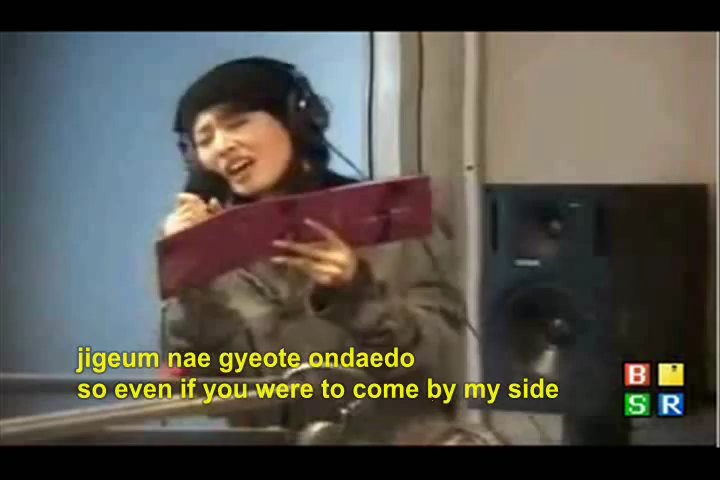 jigeum nae gyeote ondaedo
so even if you were to come by my side
B
S R